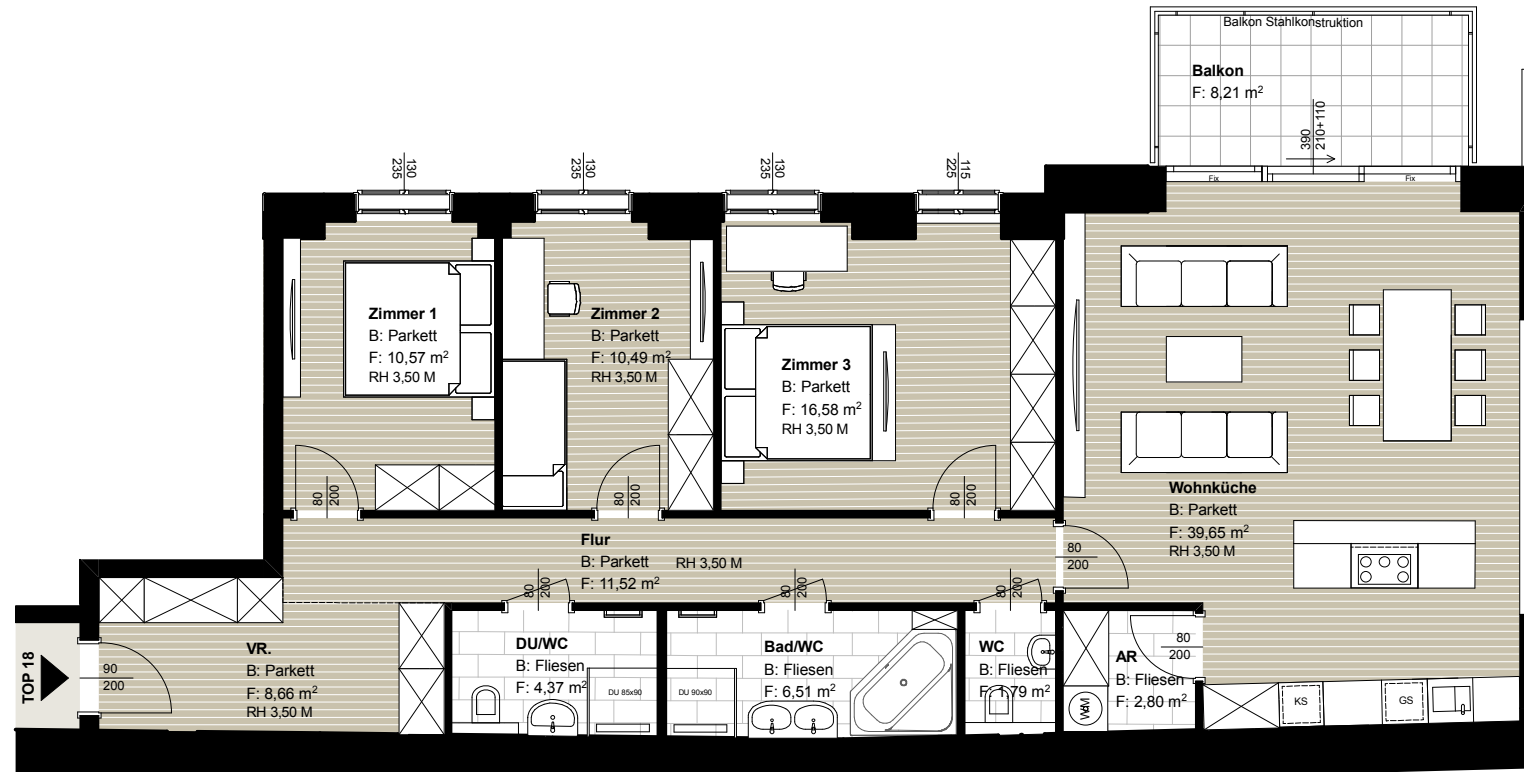 Balkon Stahlkonstruktion
Balkon
F: 8,21 m²
390
210+110
Fix
Fix
130
235
130
235
130
235
115
225
Zimmer 1
B: Parkett
F: 10,57 m²
RH 3,50 M
Zimmer 2
B: Parkett
F: 10,49 m²
RH 3,50 M
Zimmer 3
B: Parkett
F: 16,58 m²
RH 3,50 M
Wohnküche
B: Parkett
F: 39,65 m²
RH 3,50 M
80
200
80
200
80
200
Flur
B: Parkett RH 3,50 M
F: 11,52 m²
80
200
80
200
80
200
80
200
TOP 18
90
200
VR.
B: Parkett
F: 8,66 m²
RH 3,50 M
DU/WC
B: Fliesen
F: 4,37 m²
DU 85x90
DU 90x90
Bad/WC
B: Fliesen
F: 6,51 m²
WC
B: Fliesen
F: 1,79 m²
AR
B: Fliesen
F: 2,80 m²
80
200
WM
KS
GS